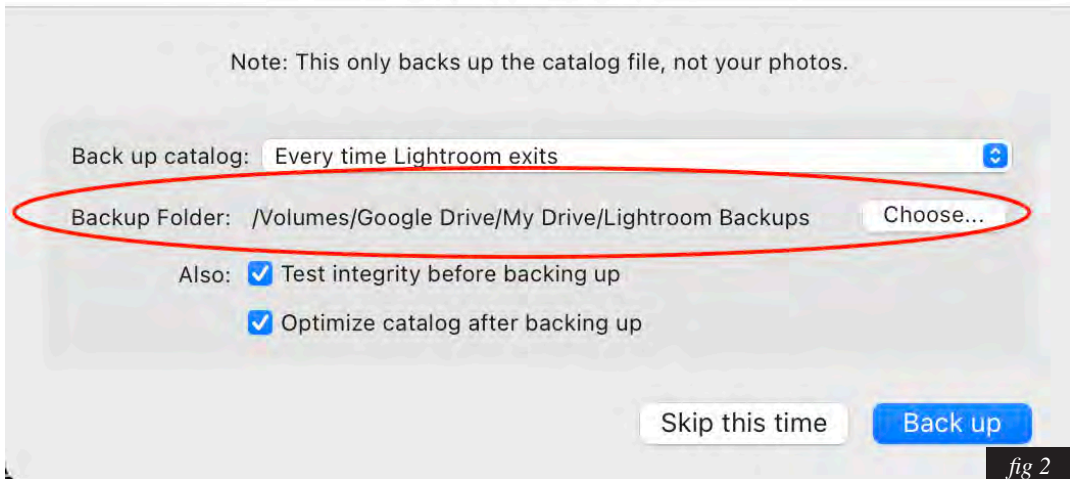 Note: This only backs up the catalog file, not your photos.
Back up catalog: Every time Lightroom exits
Backup Folder: /Volumes/Google Drive/My Drive/Lightroom Backups Choose...
Also: Test integrity before backing up
Optimize catalog after backing up
Skip this time Back up
fig 2